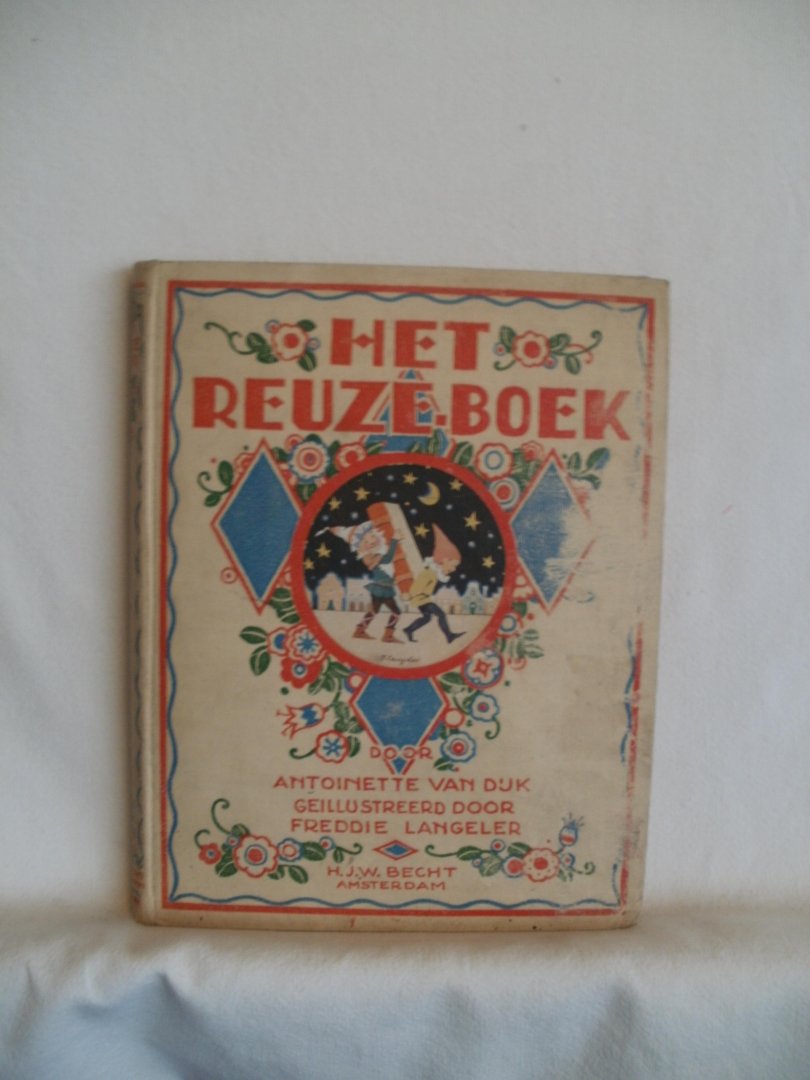 HET
REUZE-BOEK
DOOR
ANTOINETTE VAN DIJK
GEILLUSTREERD DOOR
FREDDIE LANGELER
H.J.W. BECHT
AMSTERDAM